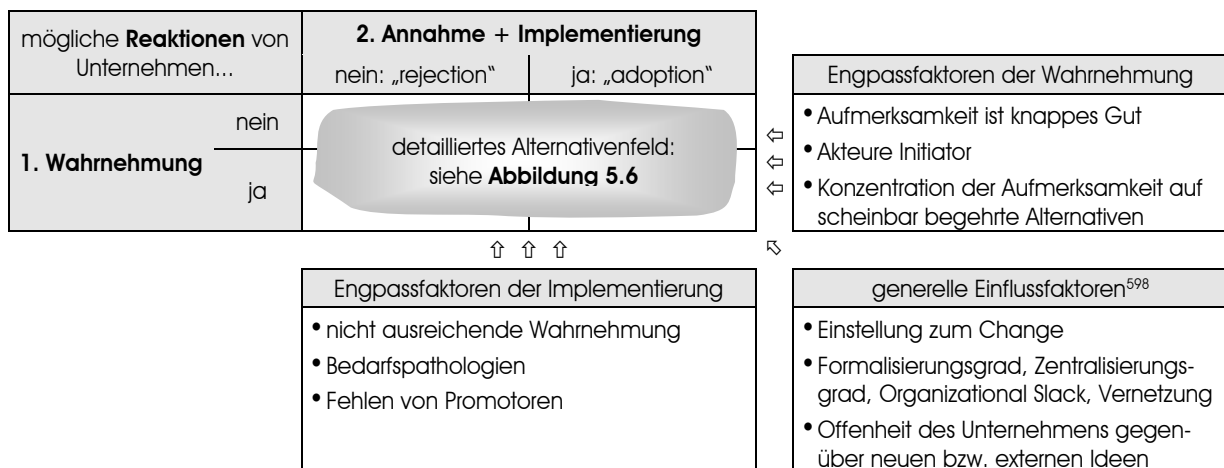 mögliche Reaktionen von
Unternehmen...
2. Annahme + Implementierung
nein: „rejection“
ja: „adoption“
1. Wahrnehmung
nein
ja
detailliertes Alternativenfeld:
siehe Abbildung 5.6
Engpassfaktoren der Wahrnehmung
• Aufmerksamkeit ist knappes Gut
• Akteure Initiator
• Konzentration der Aufmerksamkeit auf
scheinbar begehrte Alternativen
Engpassfaktoren der Implementierung
• nicht ausreichende Wahrnehmung
• Bedarfspathologien
• Fehlen von Promotoren
generelle Einflussfaktoren598
• Einstellung zum Change
• Formalisierungsgrad, Zentralisierungs-
grad, Organizational Slack, Vernetzung
• Offenheit des Unternehmens gegen-
über neuen bzw. externen Ideen